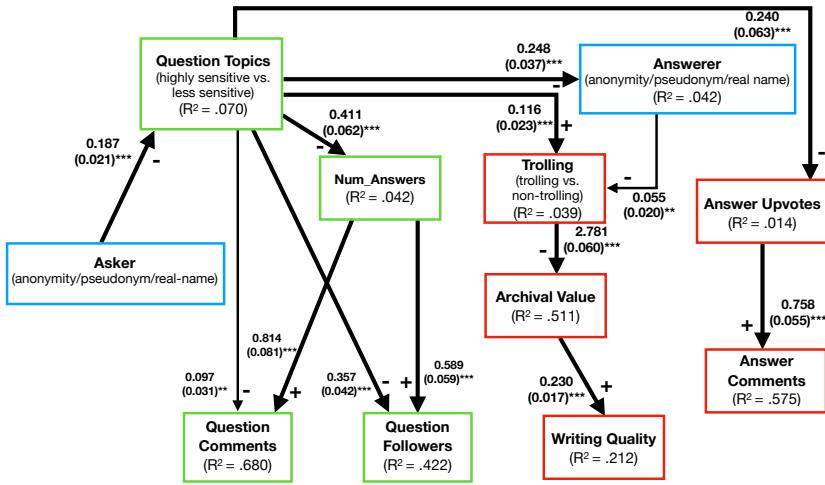 0.240
(0.063)***
Question Topics
(highly sensitive vs.
less sensitive)
(R² = .070)
0.248
(0.037)***
-
Answerer
(anonymity/pseudonym/real name)
(R² = .042)
0.411
(0.062)***
-
0.116
(0.023)***
+
0.187
(0.021)***
-
Num_Answers
(R² = .042)
Trolling
(trolling vs.
non-trolling)
(R² = .039)
-
0.055
(0.020)**
-
Answer Upvotes
(R² = .014)
2.781
(0.060)***
-
Asker
(anonymity/pseudonym/real-name)
Archival Value
(R² = .511)
0.758
(0.055)***
+
0.814
(0.081)***
+
0.589
(0.059)***
+
0.097
(0.031)**
-
0.357
(0.042)***
-
0.230
(0.017)***
+
Answer
Comments
(R² = .575)
Question
Comments
(R² = .680)
Question
Followers
(R² = .422)
Writing Quality
(R² = .212)